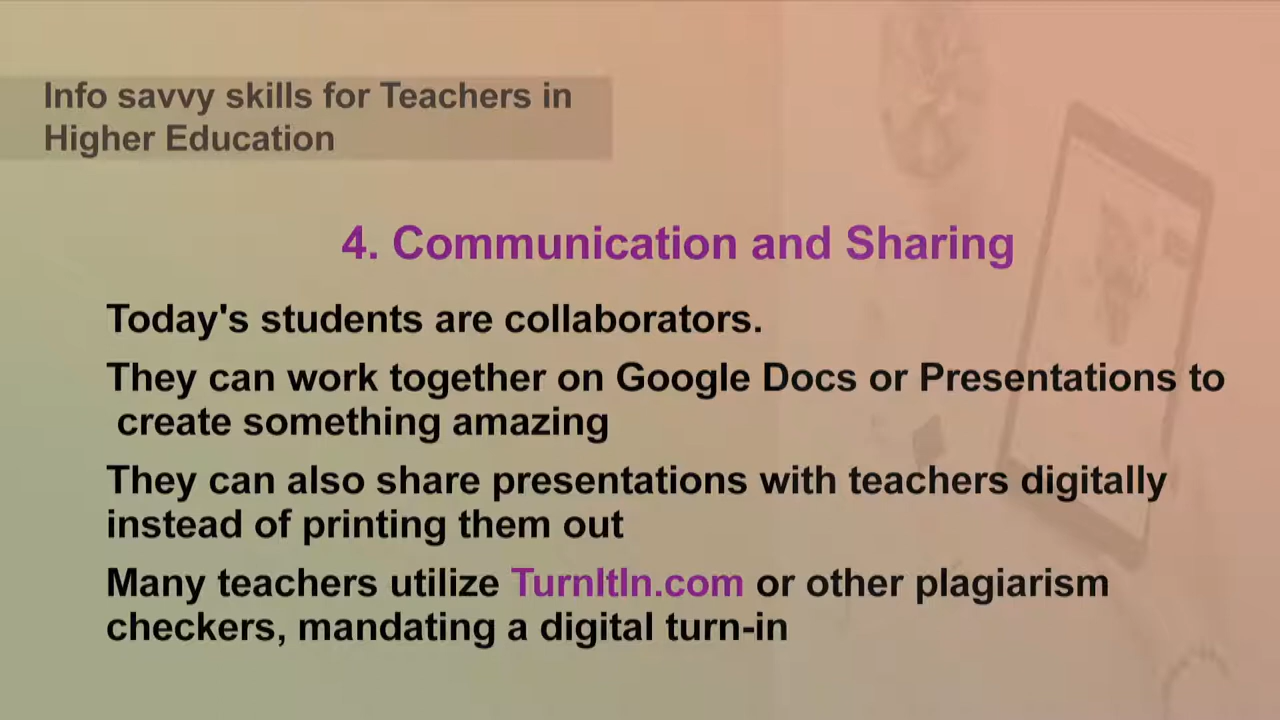 Info savvy skills for Teachers in
Higher Education
4. Communication and Sharing
Today's students are collaborators.
They can work together on Google Docs or Presentations to
create something amazing
They can also share presentations with teachers digitally
instead of printing them out
Many teachers utilize TurnItIn.com or other plagiarism
checkers, mandating a digital turn-in